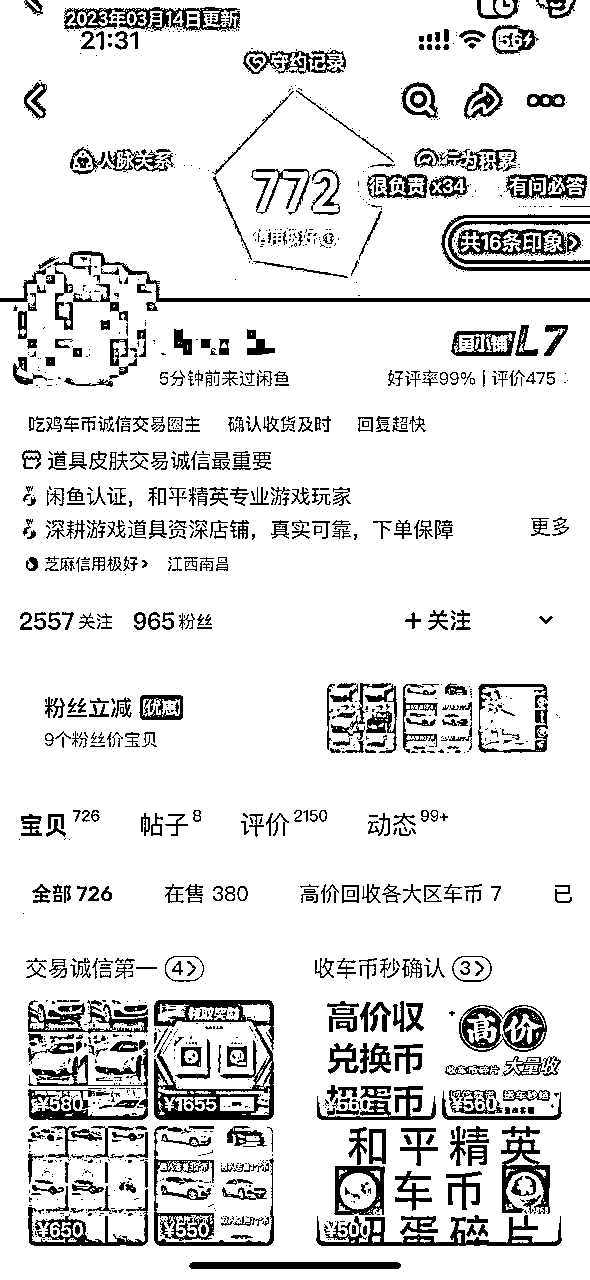 2023年03月14日更新
21:31
56
守约记录
人脉关系
行为积累
772
信用极好
很负责 x34
有问必答
共16条印象
L7
5分钟前来过闲鱼
好评率99% | 评价475
吃鸡车币诚信交易圈主 确认收货及时 回复超快
道具皮肤交易诚信最重要
闲鱼认证，和平精英专业游戏玩家
深耕游戏道具资深店铺，真实可靠，下单保障
更多
芝麻信用极好 江西南昌
2557 关注 965 粉丝
+ 关注
粉丝立减 优惠
9个粉丝价宝贝
宝贝 726 帖子 8 评价 2150 动态 99+
全部 726 在售 380 高价回收各大区车币 7 已
交易诚信第一 4
收车币秒确认 3
¥580
¥1655
¥650
¥550
高价收
兑换币
扭蛋币
¥560
高价
大量收
¥560
和平精英
车币
扭蛋碎片
¥500